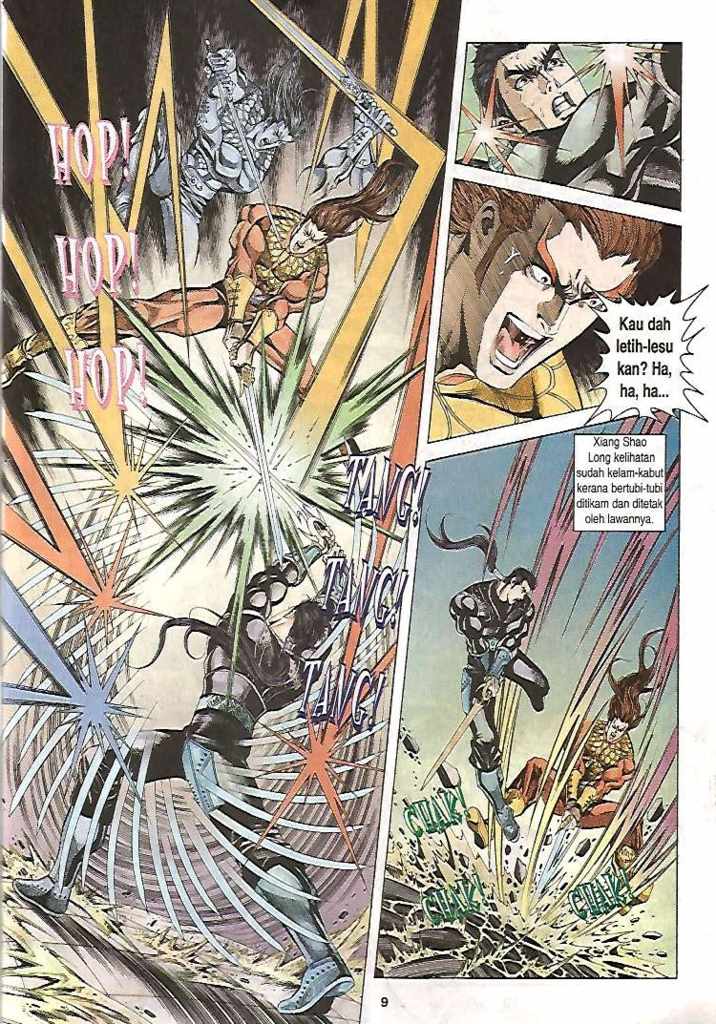 HOP!
HOP!
HOP!
TANG!
TANG!
TANG!
Kau dah
letih-lesu
kan? Ha,
ha, ha...
Xiang Shao
Long kelihatan
sudah kelam-kabut
kerana bertubi-tubi
ditikam dan ditetak
oleh lawannya.
CHAK!
CHAK!
CHAK!
9